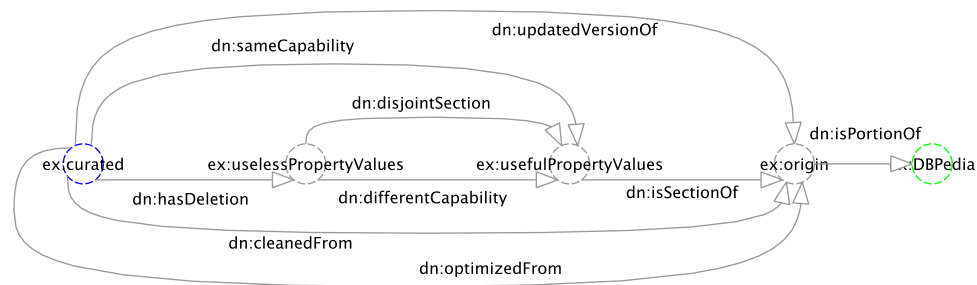 dn:updatedVersionOf
dn:sameCapability
dn:disjointSection
dn:isPortionOf
ex:curated
ex:uselessPropertyValues
ex:usefulPropertyValues
ex:origin
x:DBPedia
dn:hasDeletion
dn:differentCapability
dn:isSectionOf
dn:cleanedFrom
dn:optimizedFrom